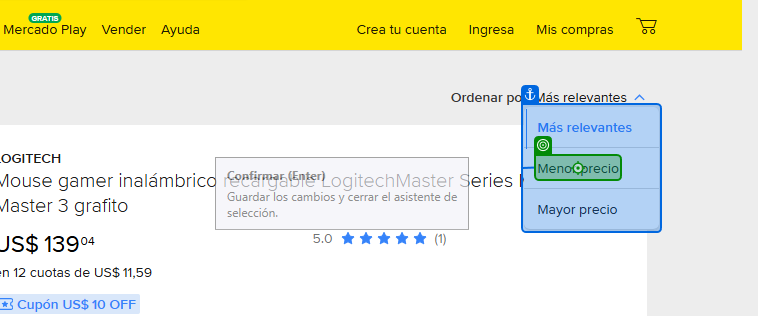 GRATIS
Mercado Play Vender Ayuda Crea tu cuenta Ingresa Mis compras
Ordenar po Más relevantes
Más relevantes
Menor precio
Mayor precio
Confirmar (Enter)
Guardar los cambios y cerrar el asistente de
selección.
LOGITECH
Mouse gamer inalámbrico recargable LogitechMaster Series
Master 3 grafito
US$ 139 04
5.0 (1)
en 12 cuotas de US$ 11,59
Cupón US$ 10 OFF